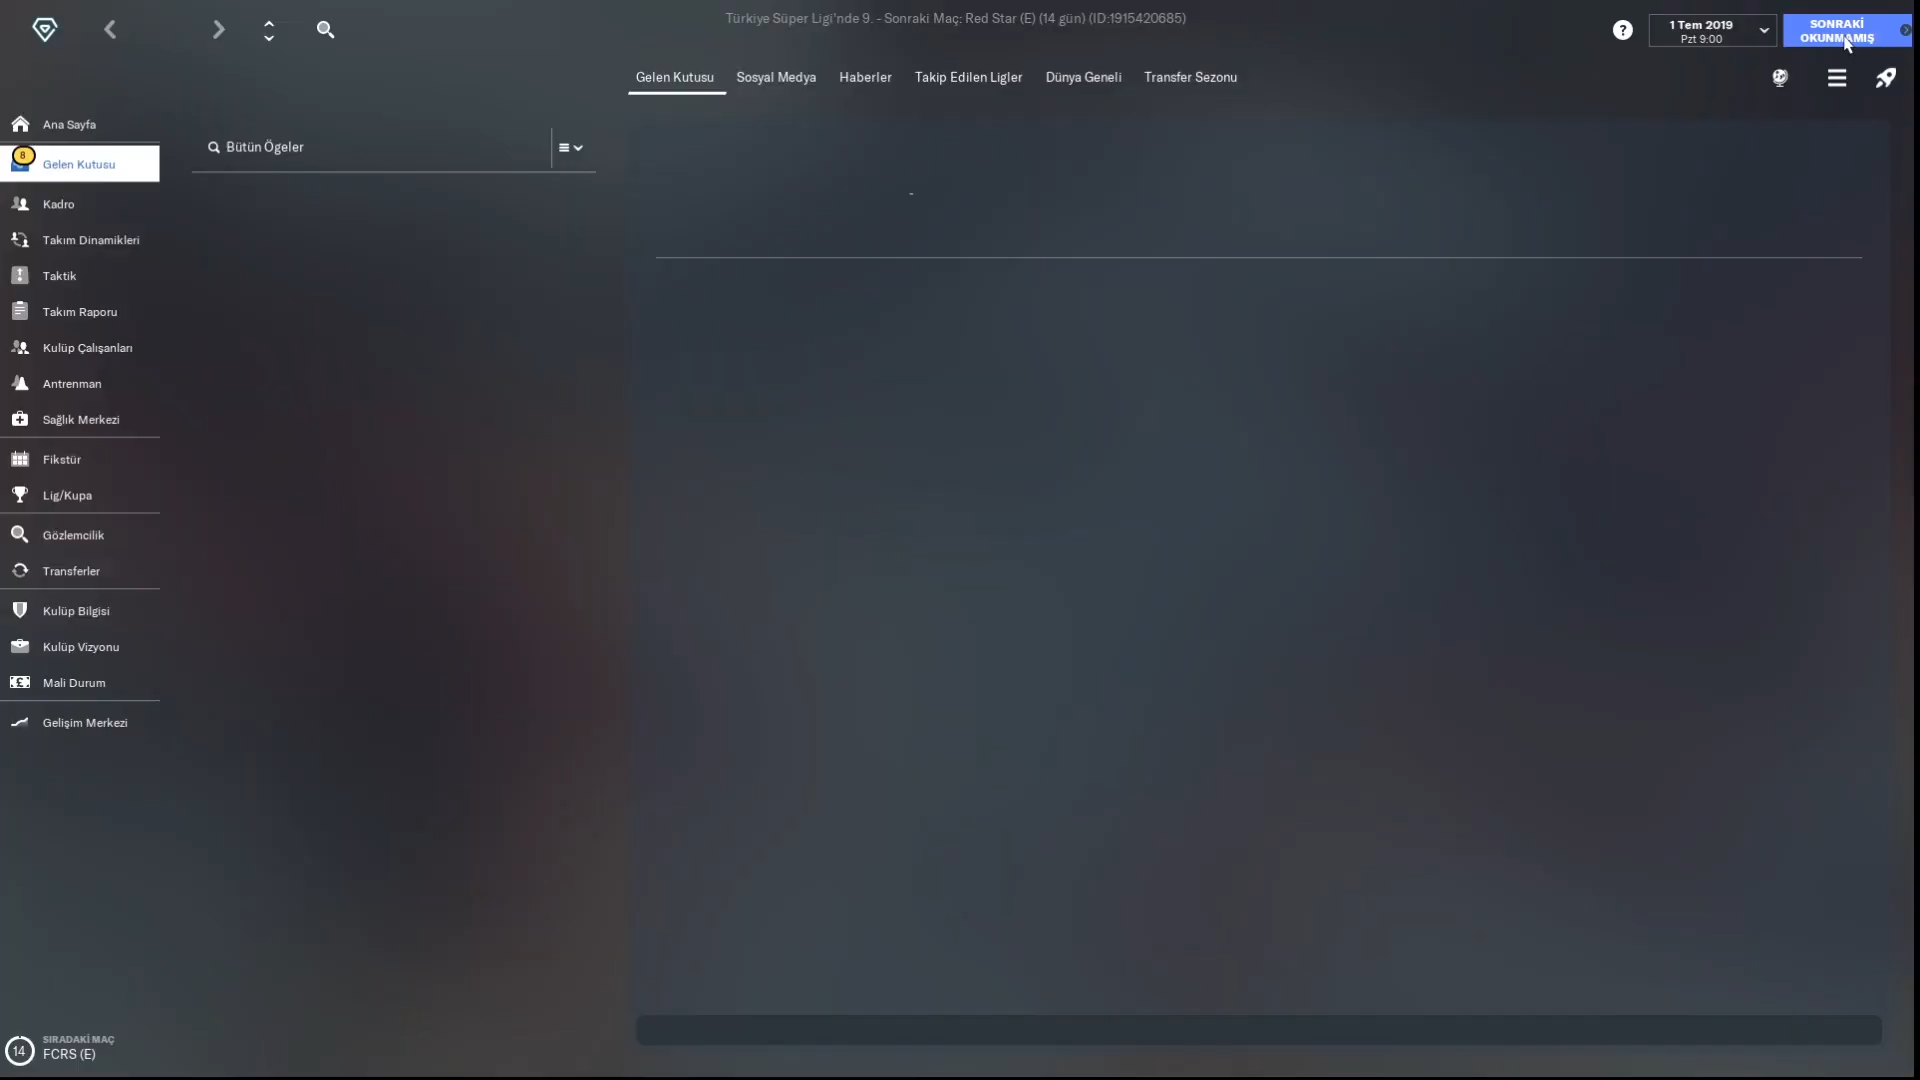 Türkiye Süper Ligi'nde 9. - Sonraki Maç: Red Star (E) (14 gün) (ID:1915420685)
?
1 Tem 2019
Pzt 9:00
SONRAKİ
OKUNMAMIŞ
Gelen Kutusu
Sosyal Medya
Haberler
Takip Edilen Ligler
Dünya Geneli
Transfer Sezonu
Ana Sayfa
8
Gelen Kutusu
Kadro
Takım Dinamikleri
Taktik
Takım Raporu
Kulüp Çalışanları
Antrenman
Sağlık Merkezi
Fikstür
Lig/Kupa
Gözlemcilik
Transferler
Kulüp Bilgisi
Kulüp Vizyonu
Mali Durum
Gelişim Merkezi
Bütün Ögeler
-
14
SIRADAKİ MAÇ
FCRS (E)